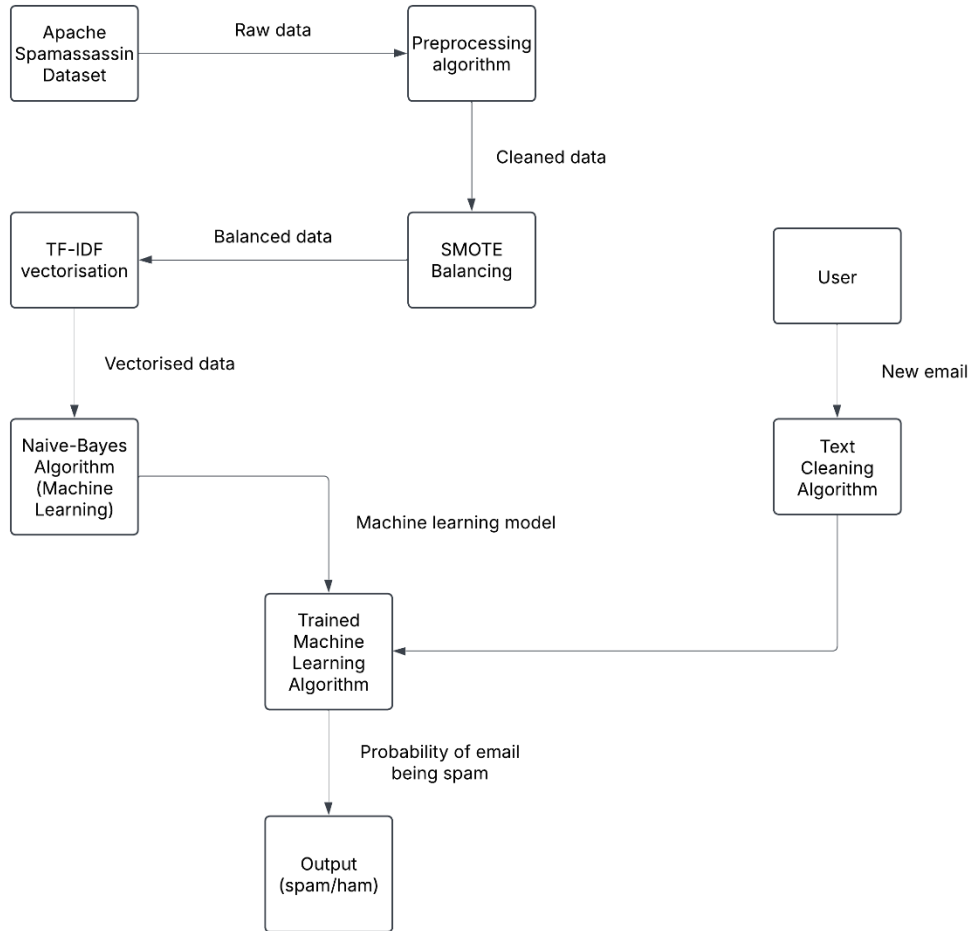 Apache
Spamassassin
Dataset
Raw data
Preprocessing
algorithm
Cleaned data
TF-IDF
vectorisation
Balanced data
SMOTE
Balancing
User
Vectorised data
New email
Naive-Bayes
Algorithm
(Machine
Learning)
Text
Cleaning
Algorithm
Machine learning model
Trained
Machine
Learning
Algorithm
Probability of email
being spam
Output
(spam/ham)